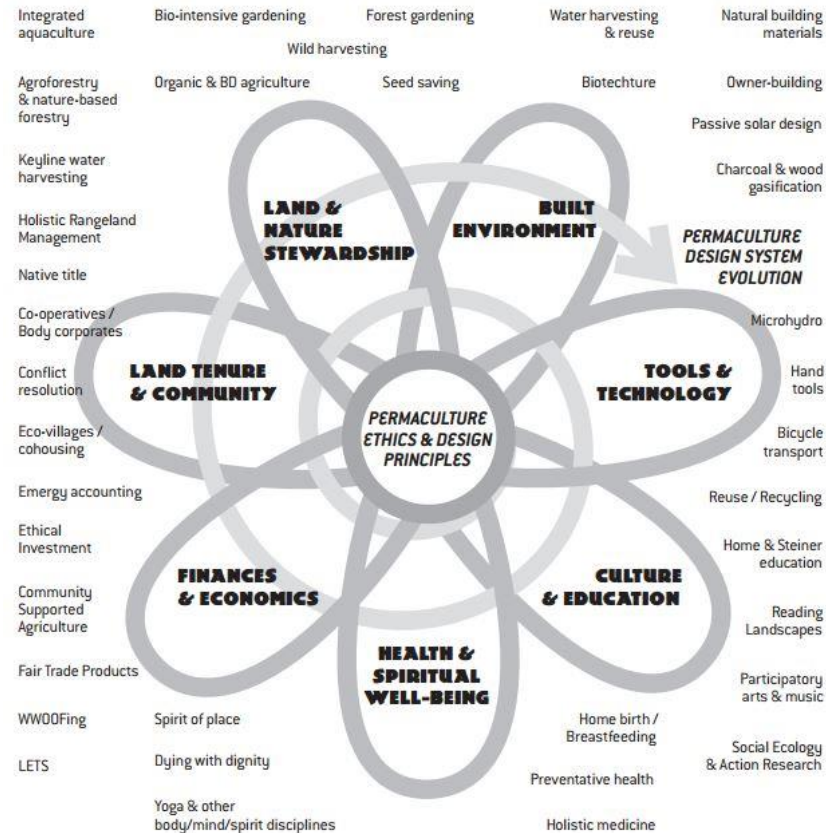 Integrated
aquaculture
Bio-intensive gardening
Forest gardening
Water harvesting
& reuse
Natural building
materials
Wild harvesting
Agroforestry
& nature-based
forestry
Organic & BD agriculture
Seed saving
Biotechture
Owner-building
Passive solar design
Keyline water
harvesting
Charcoal & wood
gasification
LAND &
NATURE
STEWARDSHIP
BUILT
ENVIRONMENT
Holistic Rangeland
Management
PERMACULTURE
DESIGN SYSTEM
EVOLUTION
Native title
Co-operatives /
Body corporates
Microhydro
Conflict
resolution
LAND TENURE
& COMMUNITY
TOOLS &
TECHNOLOGY
Hand
tools
PERMACULTURE
ETHICS & DESIGN
PRINCIPLES
Eco-villages /
cohousing
Bicycle
transport
Emergy accounting
Reuse / Recycling
Ethical
Investment
Home & Steiner
education
FINANCES
& ECONOMICS
CULTURE
& EDUCATION
Community
Supported
Agriculture
Reading
Landscapes
HEALTH &
SPIRITUAL
WELL-BEING
Fair Trade Products
Participatory
arts & music
WWOOFing
Spirit of place
Home birth /
Breastfeeding
LETS
Dying with dignity
Social Ecology
& Action Research
Preventative health
Yoga & other
body/mind/spirit disciplines
Holistic medicine